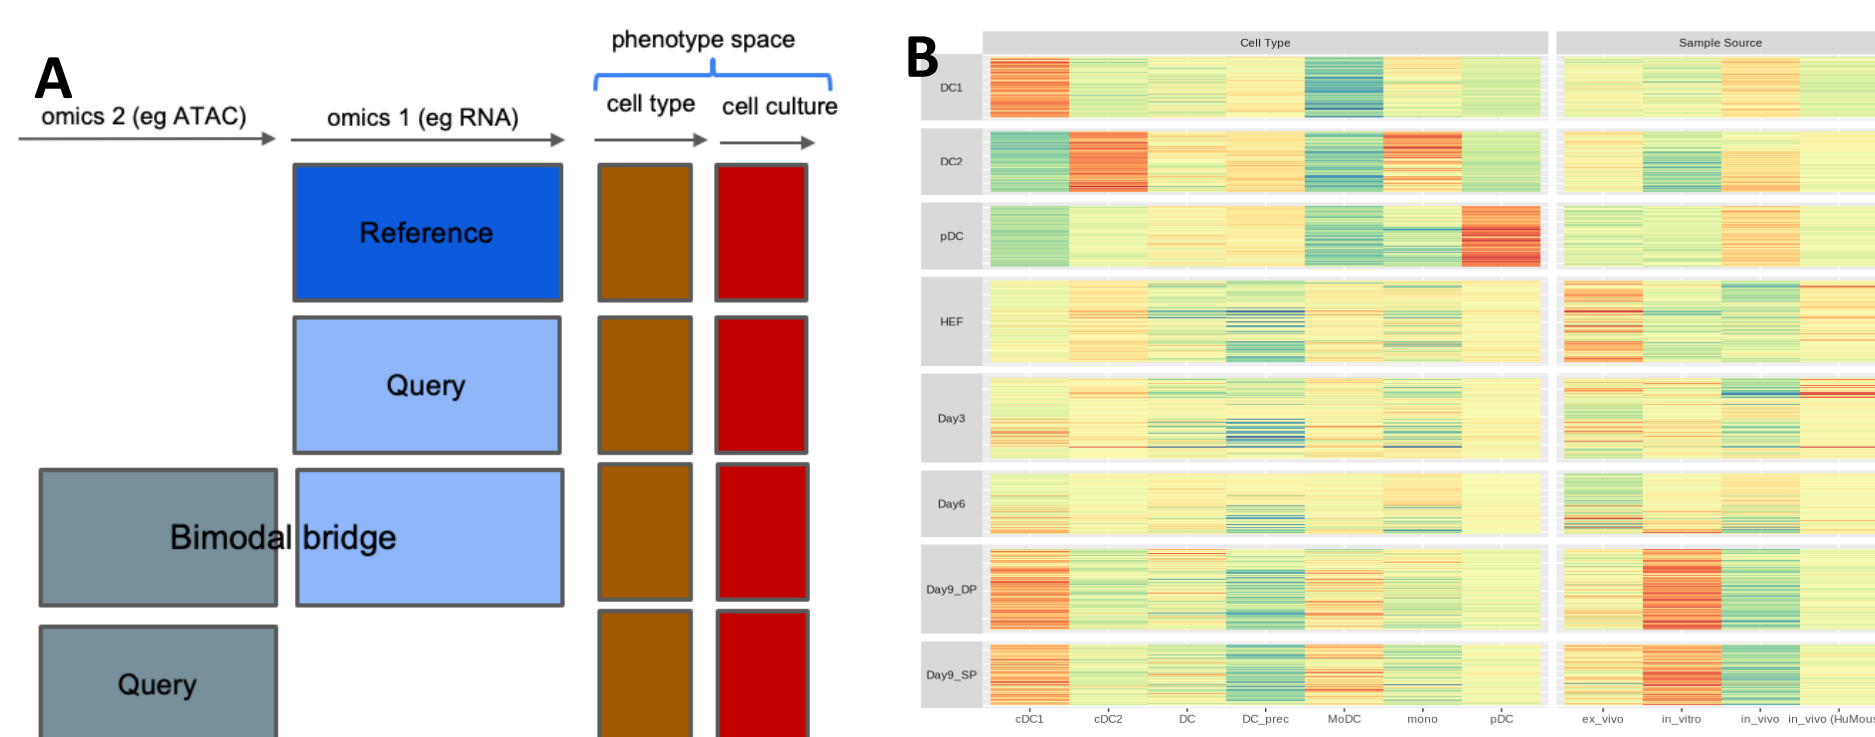 A
phenotype space
cell type
cell culture
omics 2 (eg ATAC)
omics 1 (eg RNA)
Reference
Query
Bimodal bridge
Query
B
Cell Type
Sample Source
DC1
DC2
pDC
HEF
Day3
Day6
Day9_DP
Day9_SP
cDC1 cDC2 DC DC_prec MoDC mono pDC
ex_vivo in_vitro in_vivo in_vivo (HuMous